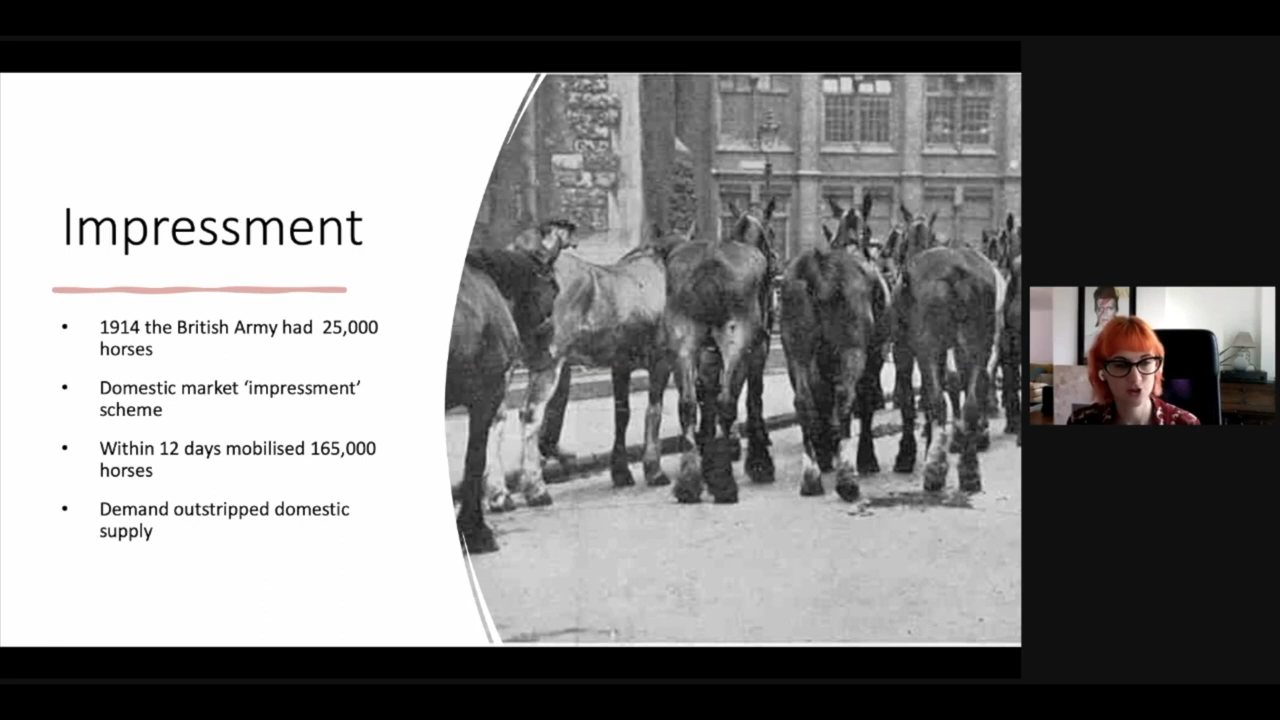 Impressment
• 1914 the British Army had 25,000
horses
• Domestic market ‘impressment’
scheme
• Within 12 days mobilised 165,000
horses
• Demand outstripped domestic
supply